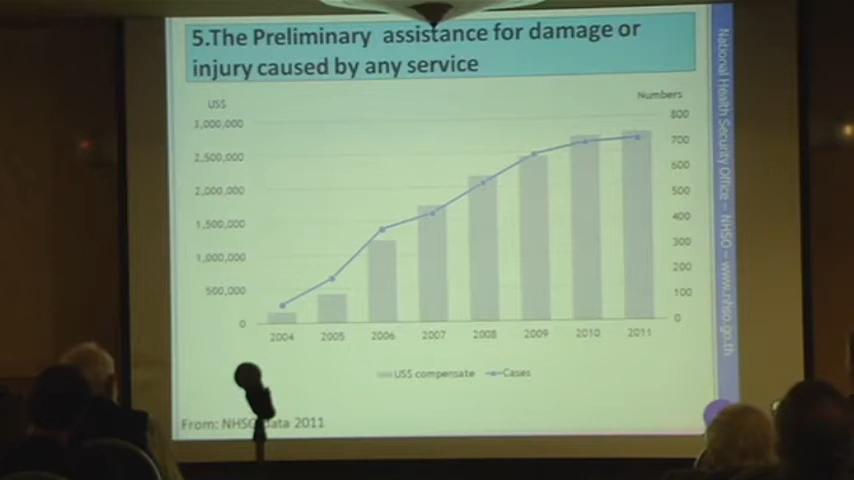 5.The Preliminary assistance for damage or
injury caused by any service
US$
Numbers
3,000,000
2,500,000
2,000,000
1,500,000
1,000,000
500,000
0
800
700
600
500
400
300
200
100
0
2004 2005 2006 2007 2008 2009 2010 2011
US$ compensate Cases
From: NHSO data 2011
National Health Security Office – NHSO – www.nhso.go.th